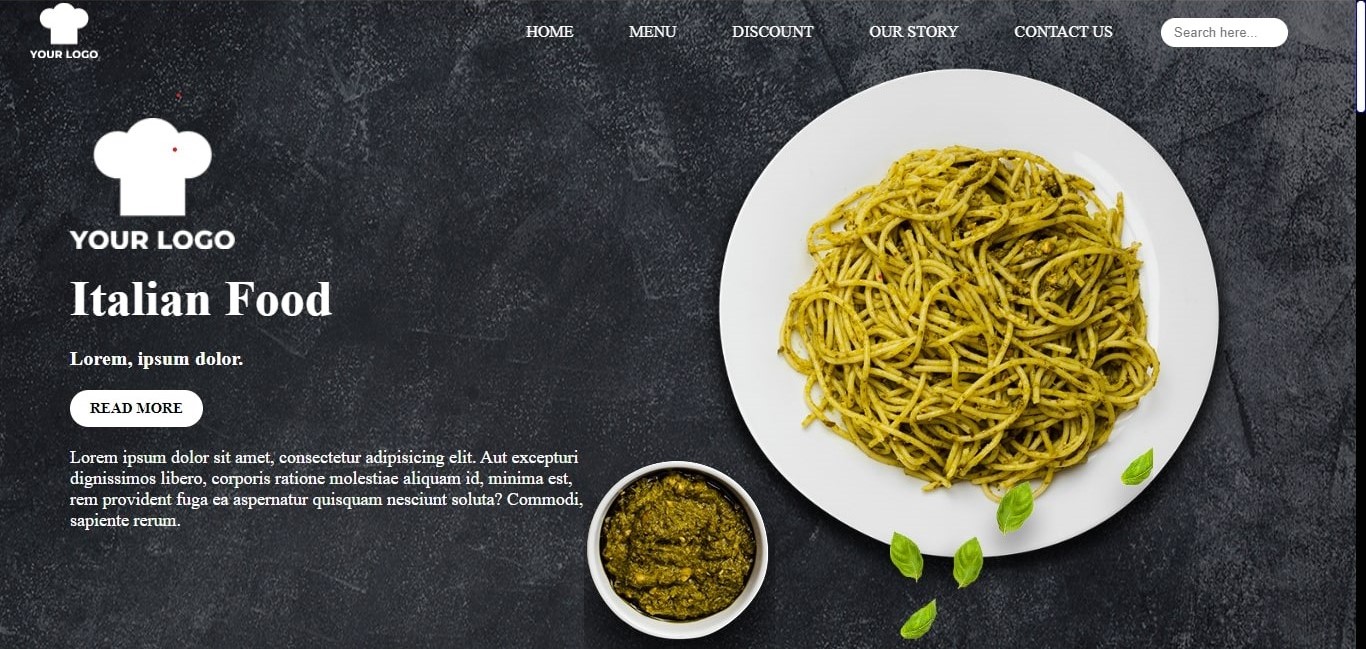 HOME MENU DISCOUNT OUR STORY CONTACT US Search here...
YOUR LOGO
YOUR LOGO
Italian Food
Lorem, ipsum dolor.
READ MORE
Lorem ipsum dolor sit amet, consectetur adipisicing elit. Aut excepturi
dignissimos libero, corporis ratione molestiae aliquam id, minima est,
rem provident fuga ea aspernatur quisquam nesciunt soluta? Commodi,
sapiente rerum.